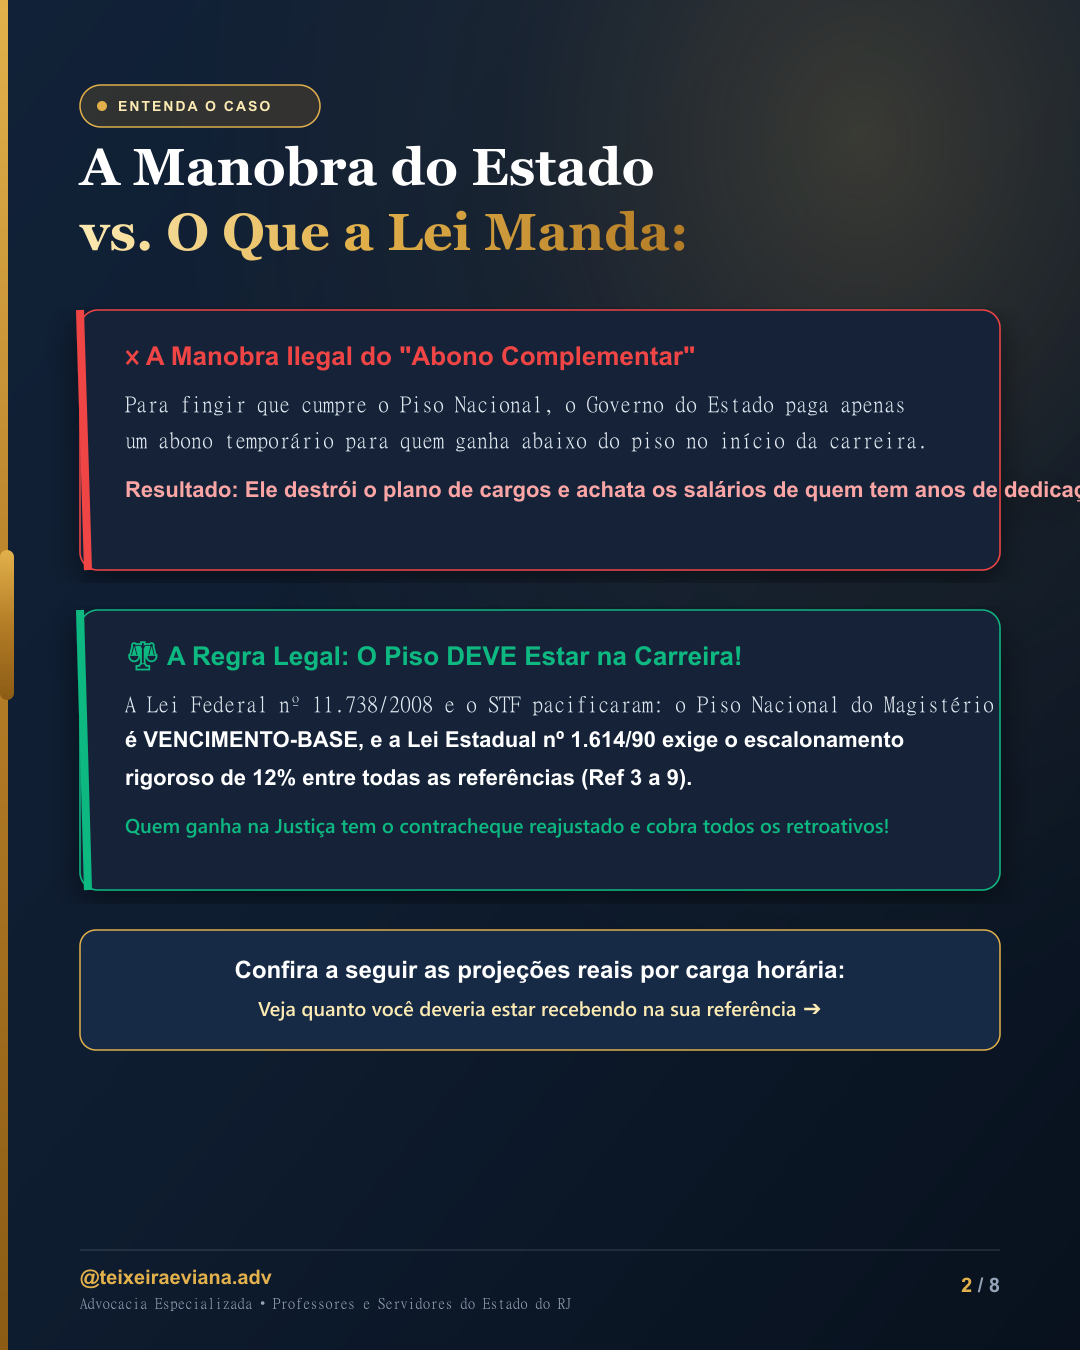 ENTENDA O CASO
A Manobra do Estado
vs. O Que a Lei Manda:
x A Manobra Ilegal do "Abono Complementar"
Para fingir que cumpre o Piso Nacional, o Governo do Estado paga apenas
um abono temporário para quem ganha abaixo do piso no início da carreira.
Resultado: Ele destrói o plano de cargos e achata os salários de quem tem anos de
A Regra Legal: O Piso DEVE Estar na Carreira!
A Lei Federal nº 11.738/2008 e o STF pacificaram: o Piso Nacional do Magistério
é VENCIMENTO-BASE, e a Lei Estadual nº 1.614/90 exige o escalonamento
rigoroso de 12% entre todas as referências (Ref 3 a 9).
Quem ganha na Justiça tem o contracheque reajustado e cobra todos os retroativos!
Confira a seguir as projeções reais por carga horária:
Veja quanto você deveria estar recebendo na sua referência ➔
@teixeiraeviana.adv
Advocacia Especializada • Professores e Servidores do Estado do RJ
2 / 8